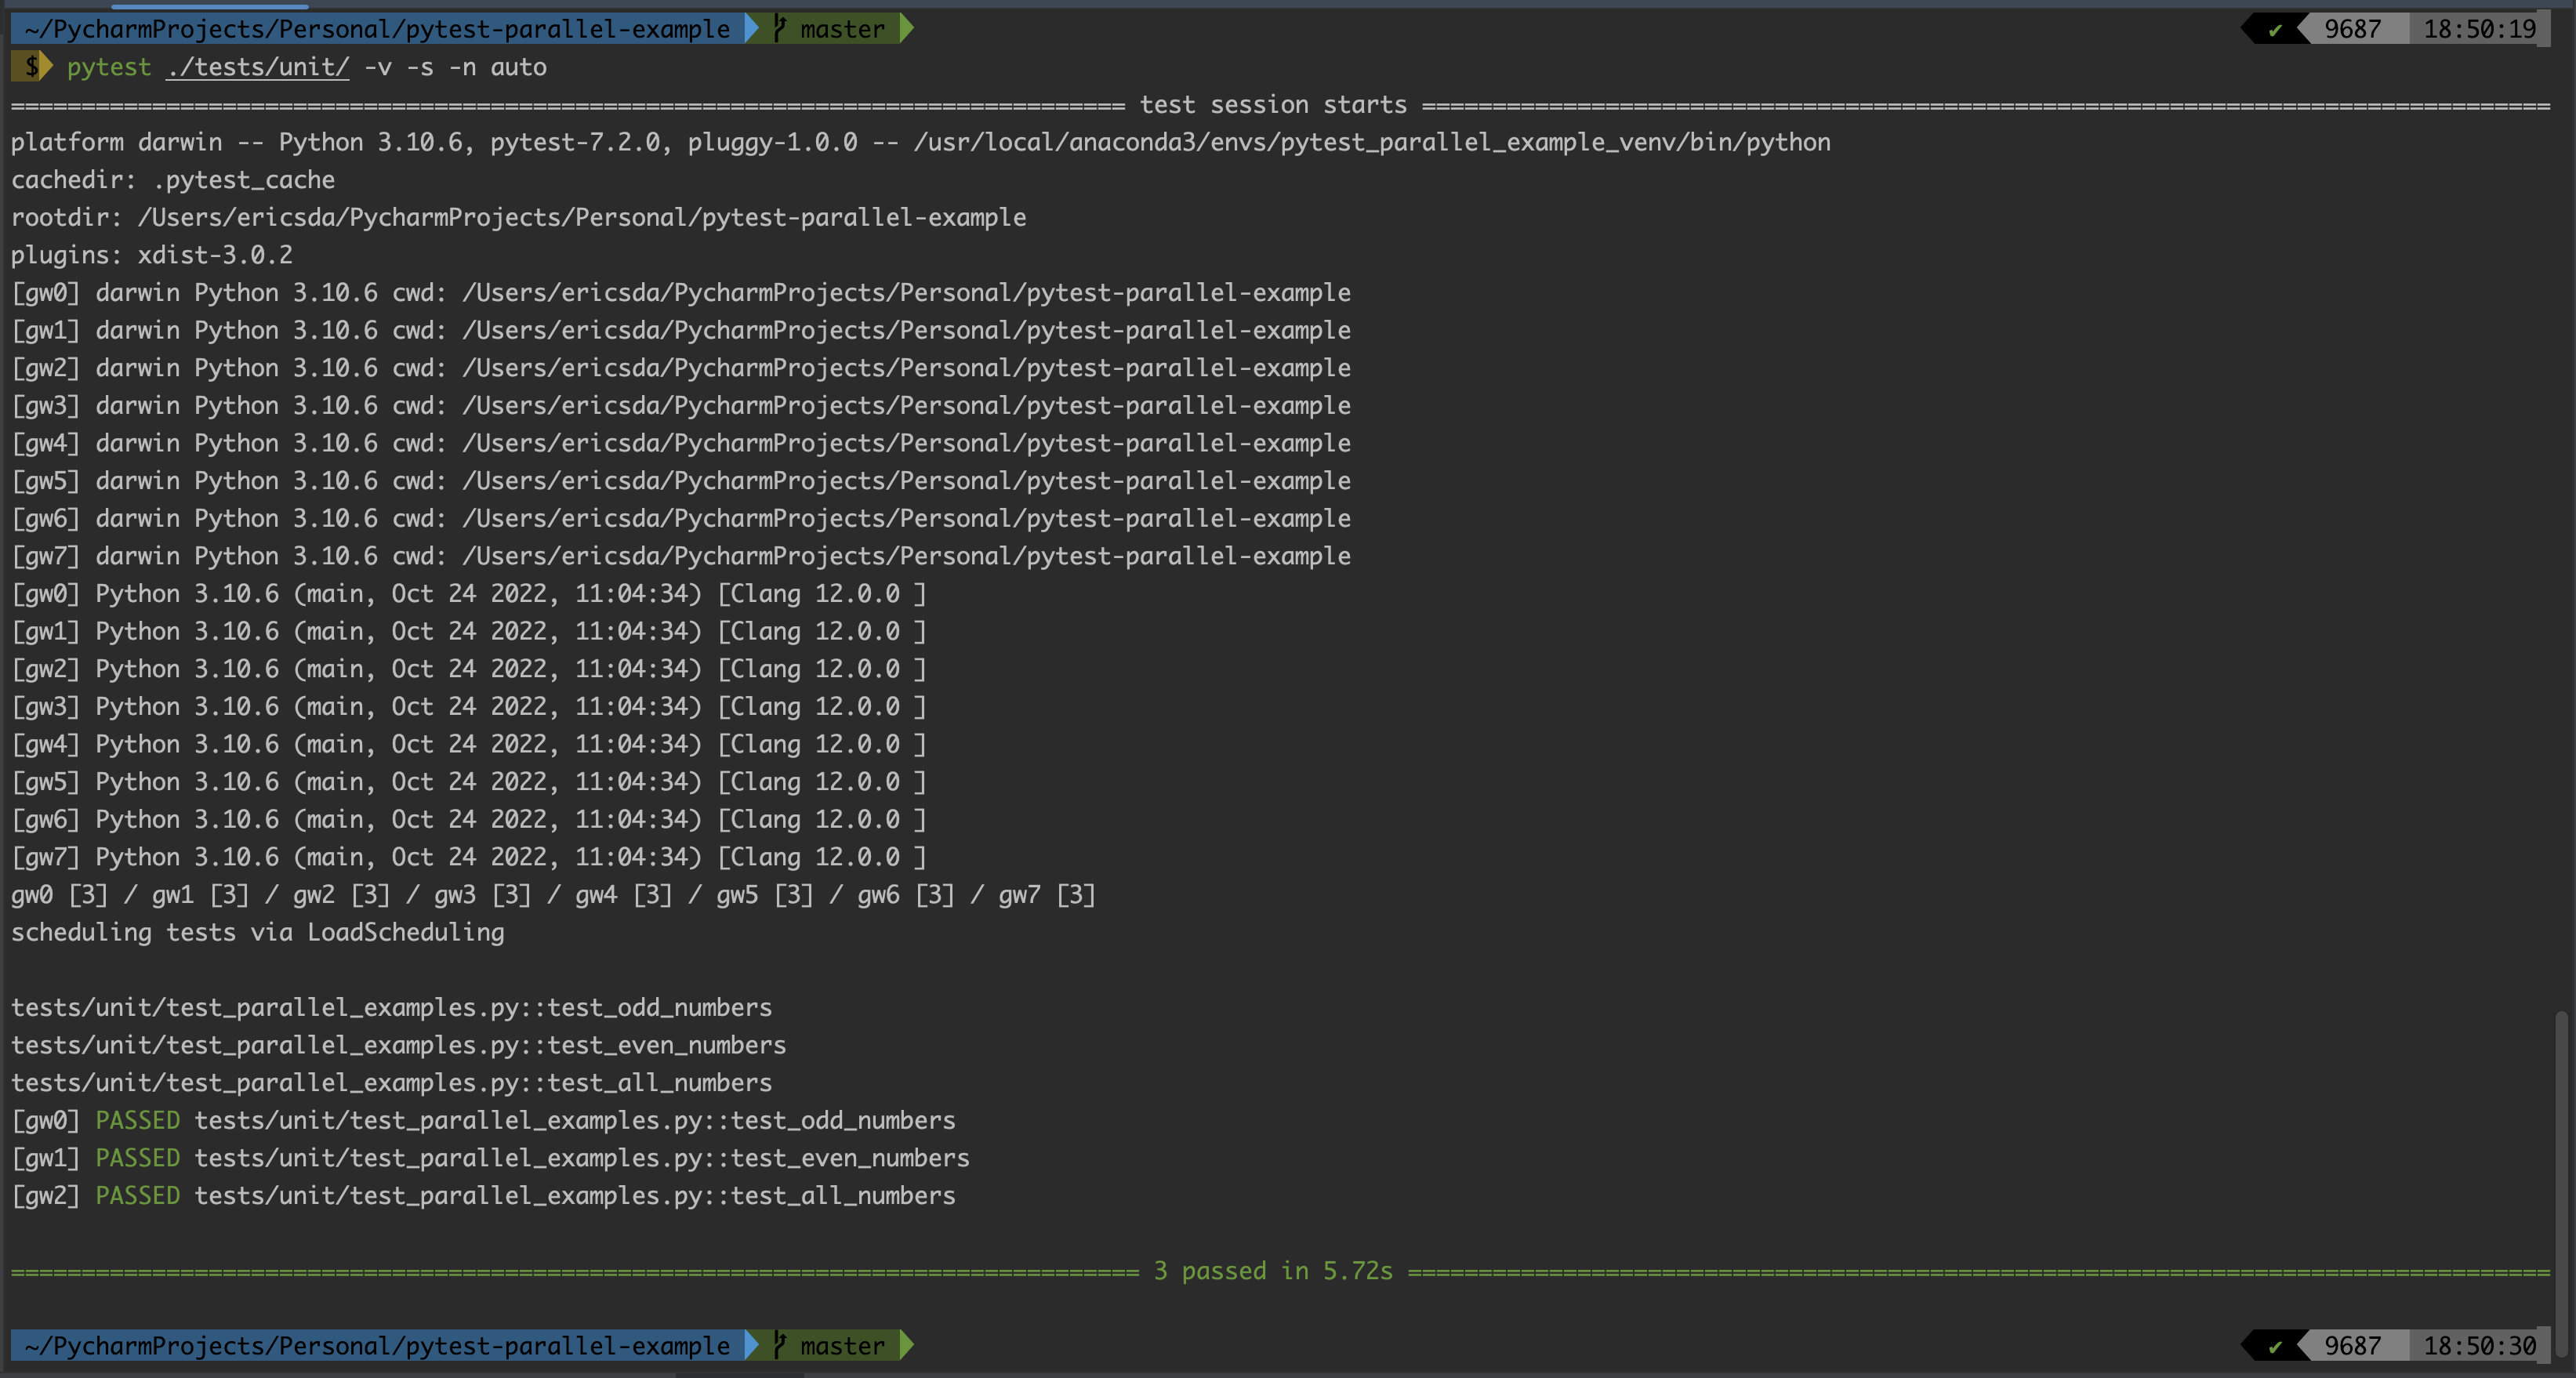 ~/PycharmProjects/Personal/pytest-parallel-example master ✔ 9687 18:50:19
$ pytest ./tests/unit/ -v -s -n auto
=============================================================================== test session starts ================================================================================
platform darwin -- Python 3.10.6, pytest-7.2.0, pluggy-1.0.0 -- /usr/local/anaconda3/envs/pytest_parallel_example_venv/bin/python
cachedir: .pytest_cache
rootdir: /Users/ericsda/PycharmProjects/Personal/pytest-parallel-example
plugins: xdist-3.0.2
[gw0] darwin Python 3.10.6 cwd: /Users/ericsda/PycharmProjects/Personal/pytest-parallel-example
[gw1] darwin Python 3.10.6 cwd: /Users/ericsda/PycharmProjects/Personal/pytest-parallel-example
[gw2] darwin Python 3.10.6 cwd: /Users/ericsda/PycharmProjects/Personal/pytest-parallel-example
[gw3] darwin Python 3.10.6 cwd: /Users/ericsda/PycharmProjects/Personal/pytest-parallel-example
[gw4] darwin Python 3.10.6 cwd: /Users/ericsda/PycharmProjects/Personal/pytest-parallel-example
[gw5] darwin Python 3.10.6 cwd: /Users/ericsda/PycharmProjects/Personal/pytest-parallel-example
[gw6] darwin Python 3.10.6 cwd: /Users/ericsda/PycharmProjects/Personal/pytest-parallel-example
[gw7] darwin Python 3.10.6 cwd: /Users/ericsda/PycharmProjects/Personal/pytest-parallel-example
[gw0] Python 3.10.6 (main, Oct 24 2022, 11:04:34) [Clang 12.0.0 ]
[gw1] Python 3.10.6 (main, Oct 24 2022, 11:04:34) [Clang 12.0.0 ]
[gw2] Python 3.10.6 (main, Oct 24 2022, 11:04:34) [Clang 12.0.0 ]
[gw3] Python 3.10.6 (main, Oct 24 2022, 11:04:34) [Clang 12.0.0 ]
[gw4] Python 3.10.6 (main, Oct 24 2022, 11:04:34) [Clang 12.0.0 ]
[gw5] Python 3.10.6 (main, Oct 24 2022, 11:04:34) [Clang 12.0.0 ]
[gw6] Python 3.10.6 (main, Oct 24 2022, 11:04:34) [Clang 12.0.0 ]
[gw7] Python 3.10.6 (main, Oct 24 2022, 11:04:34) [Clang 12.0.0 ]
gw0 [3] / gw1 [3] / gw2 [3] / gw3 [3] / gw4 [3] / gw5 [3] / gw6 [3] / gw7 [3]
scheduling tests via LoadScheduling
tests/unit/test_parallel_examples.py::test_odd_numbers
tests/unit/test_parallel_examples.py::test_even_numbers
tests/unit/test_parallel_examples.py::test_all_numbers
[gw0] PASSED tests/unit/test_parallel_examples.py::test_odd_numbers
[gw1] PASSED tests/unit/test_parallel_examples.py::test_even_numbers
[gw2] PASSED tests/unit/test_parallel_examples.py::test_all_numbers
================================================================================ 3 passed in 5.72s =================================================================================
~/PycharmProjects/Personal/pytest-parallel-example master ✔ 9687 18:50:30